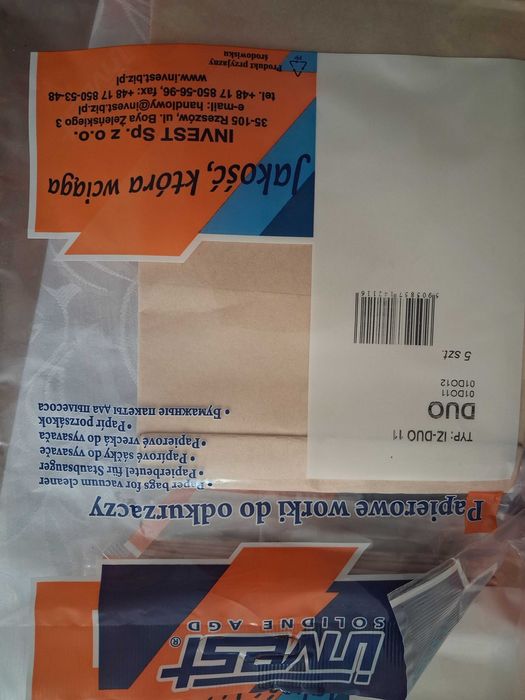 inVEST®
SOLIDNE AGD
Papierowe worki do odkurzaczy
• Paper bags for vacuum cleaner
• Papierbeutel für Staubsauger
• Papírové sáčky do vysavače
• Papierové vrecká do vysavača
• Papír porzsákok
• Бумажные пакеты для пылесоса
TYP: IZ-DUO 11
DUO
01DO11
01DO12
5 szt.
Jakość, która wciąga
INVEST Sp. z o.o.
35-105 Rzeszów, ul. Boya Żeleńskiego 3
e-mail: handlowy@invest.biz.pl
tel. +48 17 850-56-96, fax: +48 17 850-53-48
www.invest.biz.pl
Produkt przyjazny
środowisku
PP